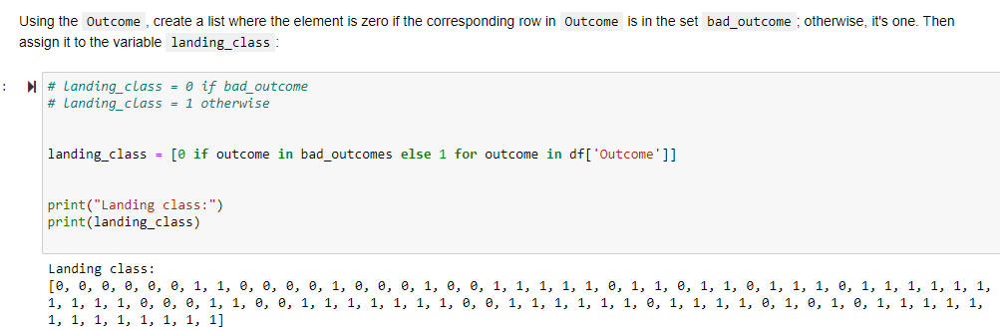 Using the Outcome , create a list where the element is zero if the corresponding row in Outcome is in the set bad_outcome ; otherwise, it's one. Then
assign it to the variable landing_class :
:
# landing_class = 0 if bad_outcome
# landing_class = 1 otherwise
landing_class = [0 if outcome in bad_outcomes else 1 for outcome in df['Outcome']]
print("Landing class:")
print(landing_class)
Landing class:
[0, 0, 0, 0, 0, 0, 1, 1, 0, 0, 0, 0, 1, 0, 0, 0, 1, 0, 0, 1, 1, 1, 1, 1, 0, 1, 1, 0, 1, 1, 0, 1, 1, 1, 0, 1, 1, 1, 1, 1, 1,
1, 1, 1, 1, 0, 0, 0, 1, 1, 0, 0, 1, 1, 1, 1, 1, 1, 1, 0, 0, 1, 1, 1, 1, 1, 1, 0, 1, 1, 1, 1, 0, 1, 0, 1, 0, 1, 1, 1, 1, 1,
1, 1, 1, 1, 1, 1, 1, 1]